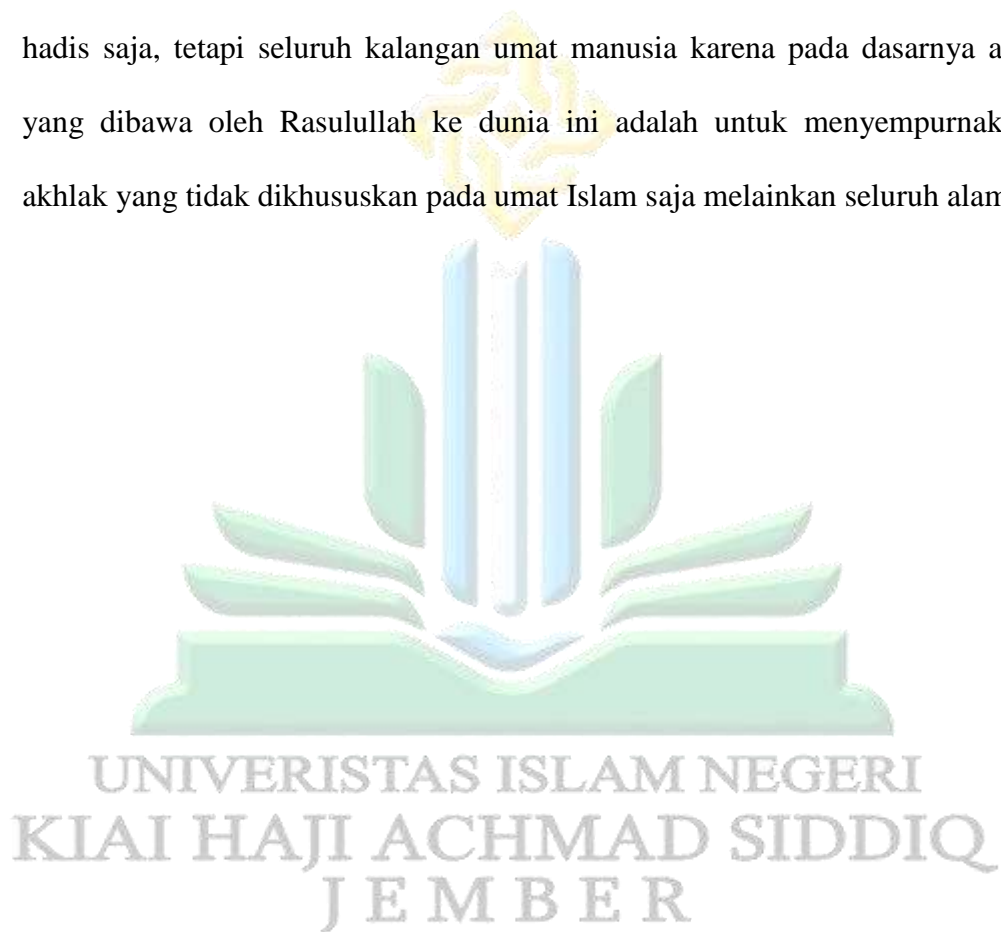 hadis saja, tetapi seluruh kalangan umat manusia karena pada dasarnya a
yang dibawa oleh Rasulullah ke dunia ini adalah untuk menyempurnak
akhlak yang tidak dikhususkan pada umat Islam saja melainkan seluruh alam
UNIVERISTAS ISLAM NEGERI
KIAI HAJI ACHMAD SIDDIQ
JEMBER